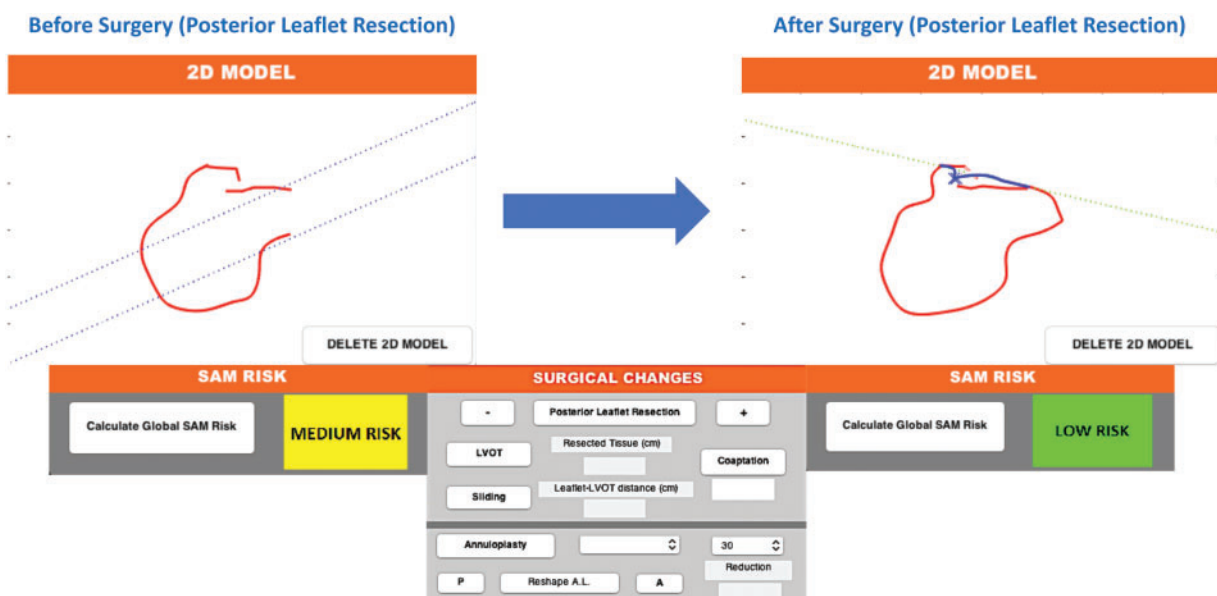 Before Surgery (Posterior Leaflet Resection)
After Surgery (Posterior Leaflet Resection)
2D MODEL
2D MODEL
DELETE 2D MODEL
DELETE 2D MODEL
SAM RISK
Calculate Global SAM Risk
MEDIUM RISK
SURGICAL CHANGES
-
Posterior Leaflet Resection
+
LVOT
Resected Tissue (cm)
Coaptation
Sliding
Leaflet-LVOT distance (cm)
Annuloplasty
30
Reduction
P
Reshape A.L.
A
SAM RISK
Calculate Global SAM Risk
LOW RISK